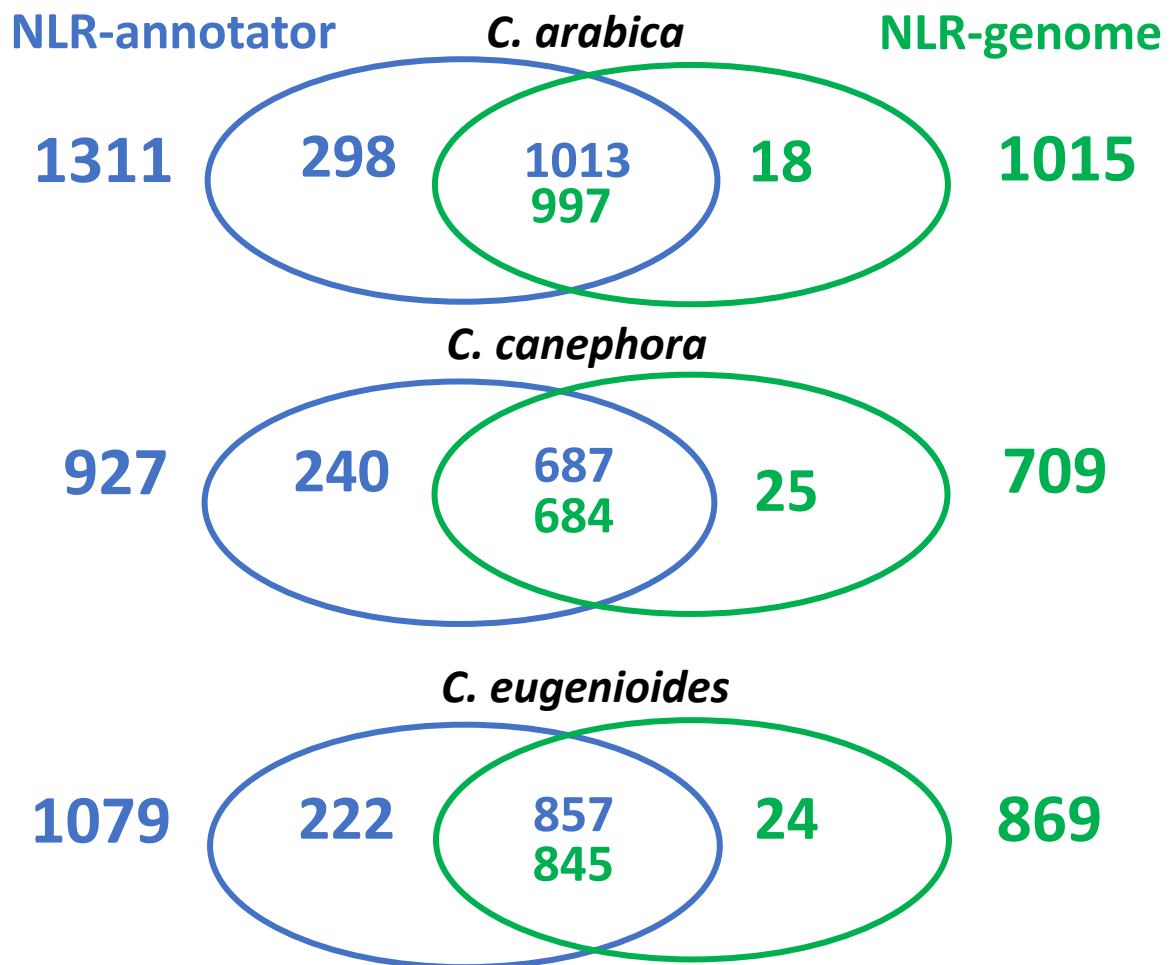 NLR-annotator C. arabica NLR-genome
1311 298 1013 18 1015
997
C. canephora
927 240 687 25 709
684
C. eugenioides
1079 222 857 24 869
845